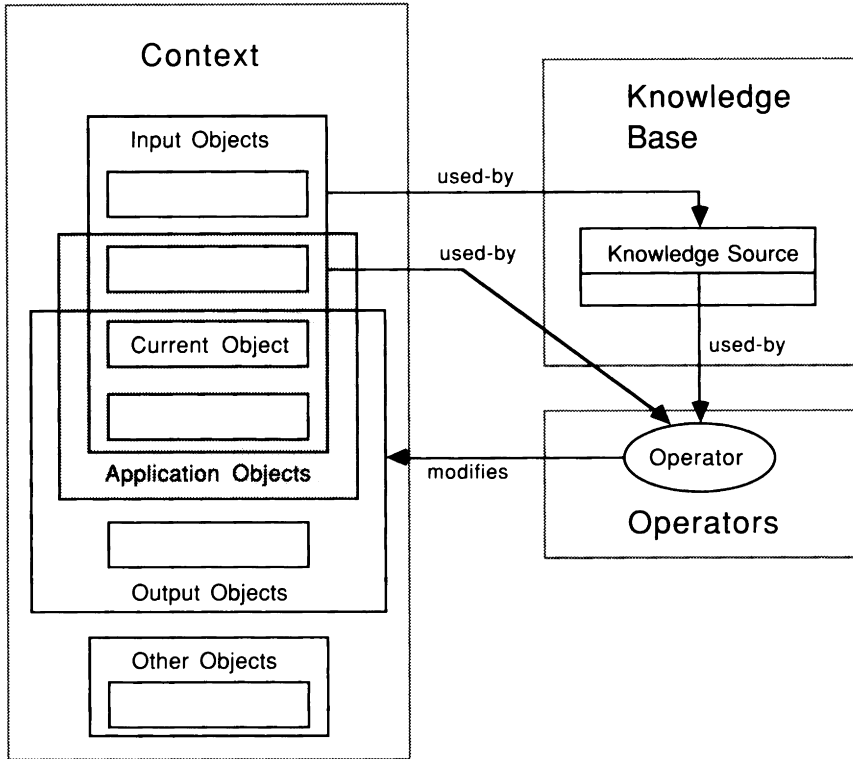 Context
Input Objects
Current Object
Application Objects
Output Objects
Other Objects
used-by
used-by
Knowledge
Base
Knowledge Source
used-by
Operator
modifies
Operators